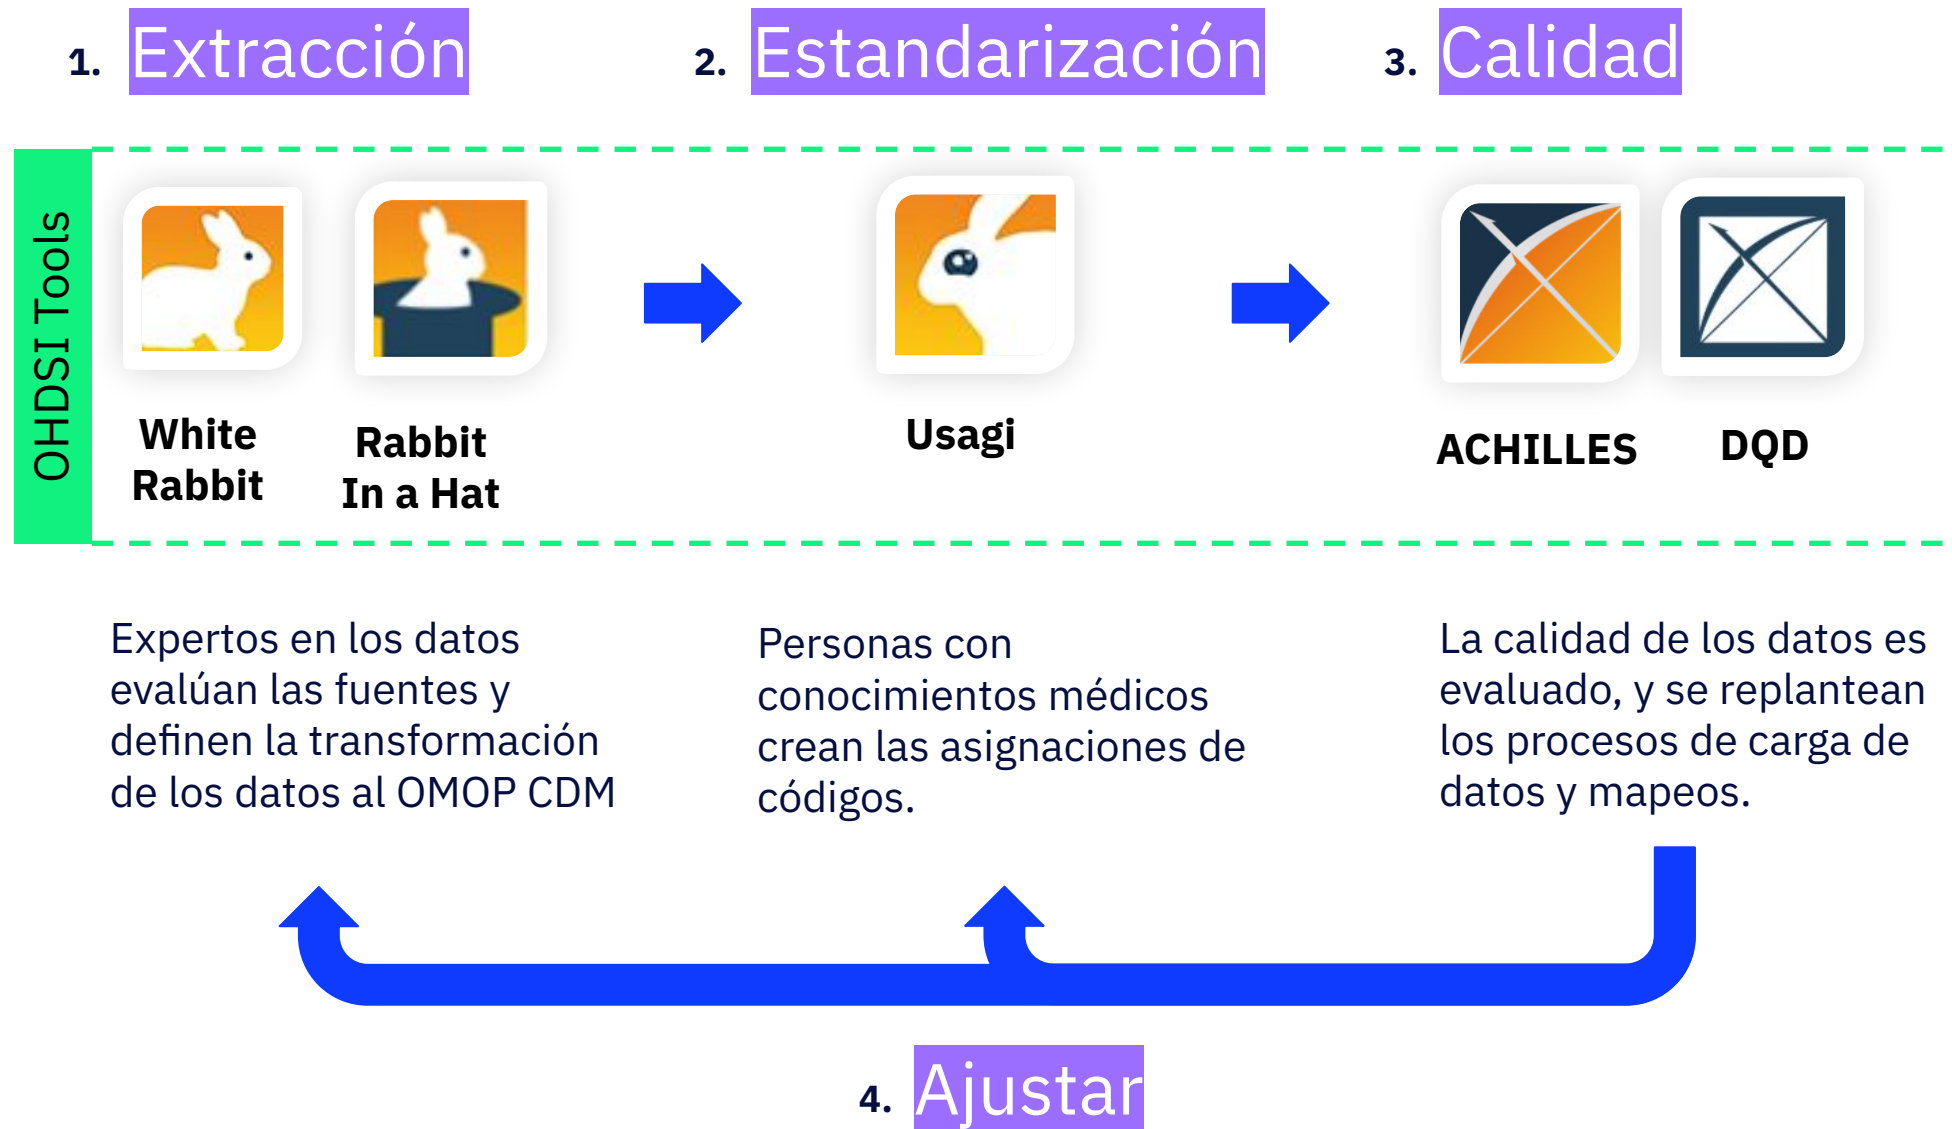 1. Extracción
2. Estandarización
3. Calidad
OHDSI Tools
White
Rabbit
Rabbit
In a Hat
Usagi
ACHILLES
DQD
Expertos en los datos
evalúan las fuentes y
definen la transformación
de los datos al OMOP CDM
Personas con
conocimientos médicos
crean las asignaciones de
códigos.
La calidad de los datos es
evaluado, y se replantean
los procesos de carga de
datos y mapeos.
4. Ajustar